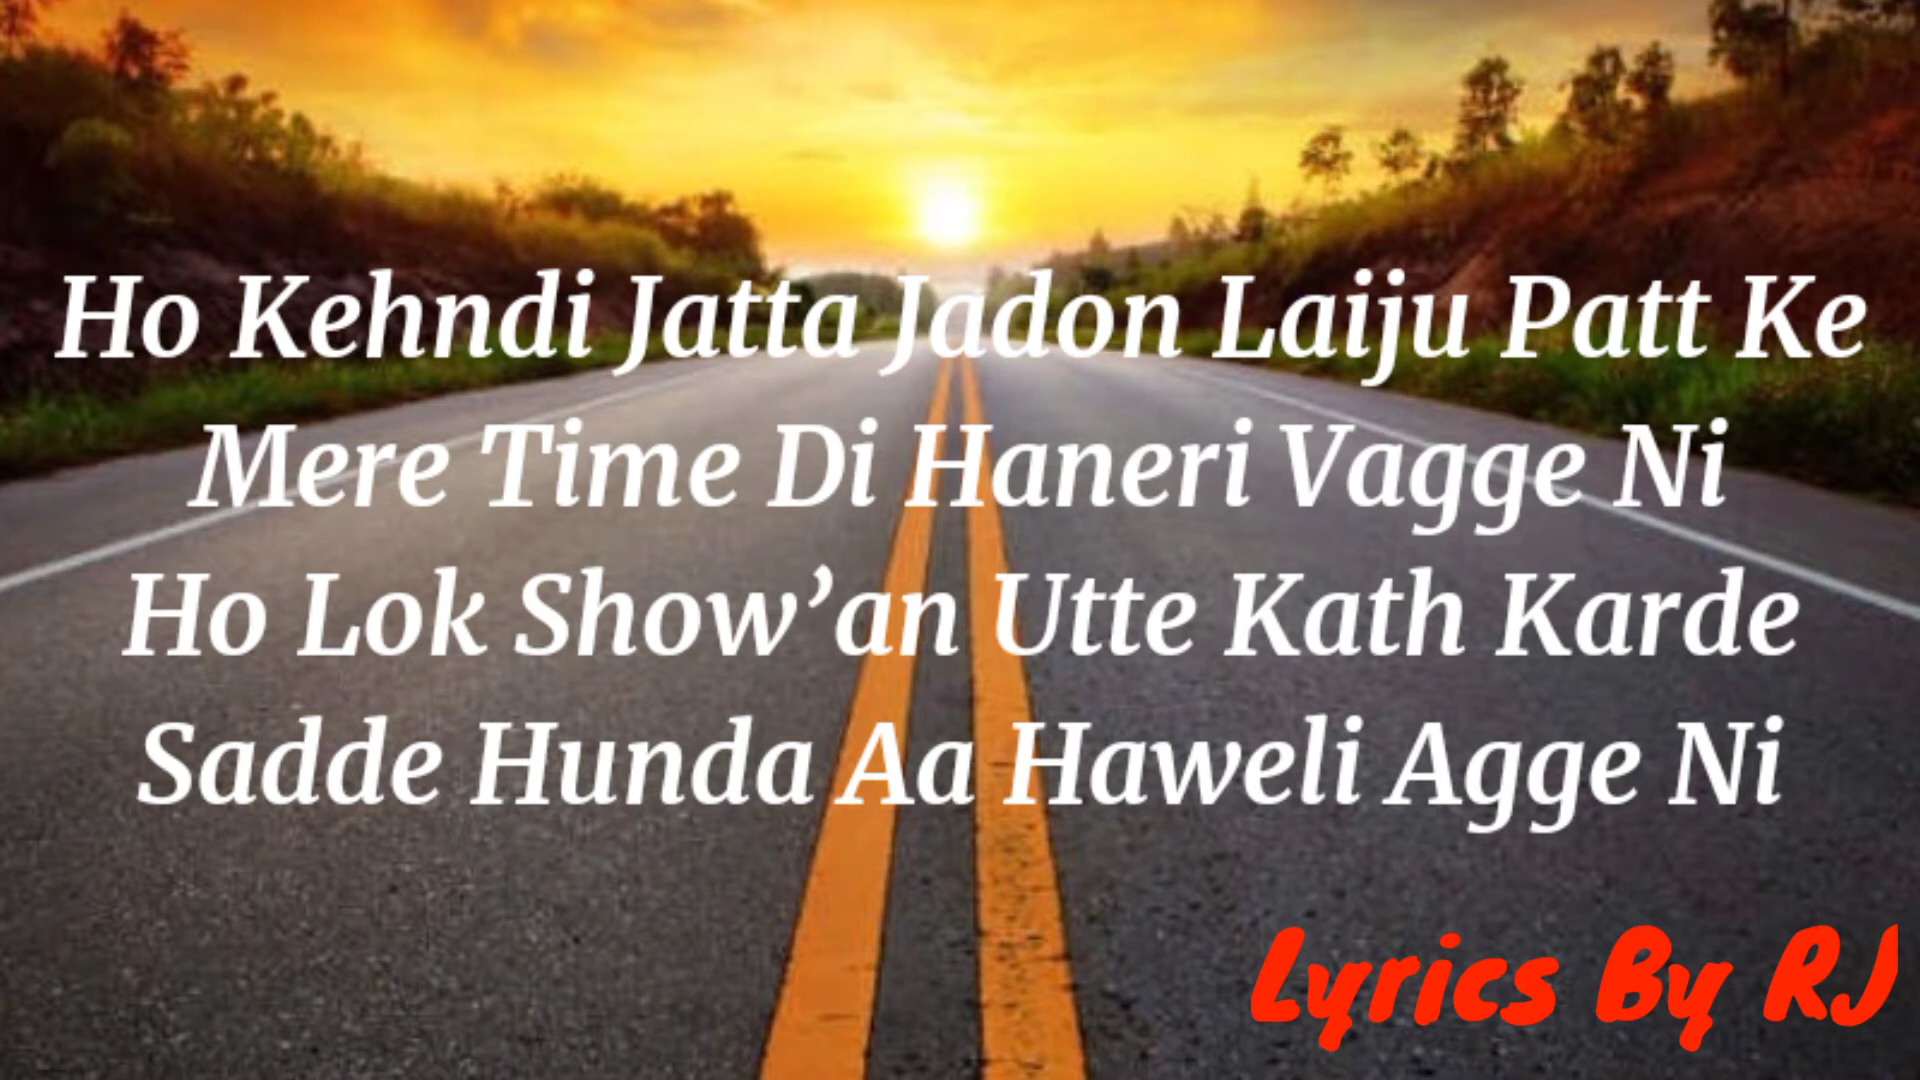 Ho Kehndi Jatta Jadon Laiju Patt Ke
Mere Time Di Haneri Vagge Ni
Ho Lok Show’an Utte Kath Karde
Sadde Hunda Aa Haweli Agge Ni
Lyrics By RJ